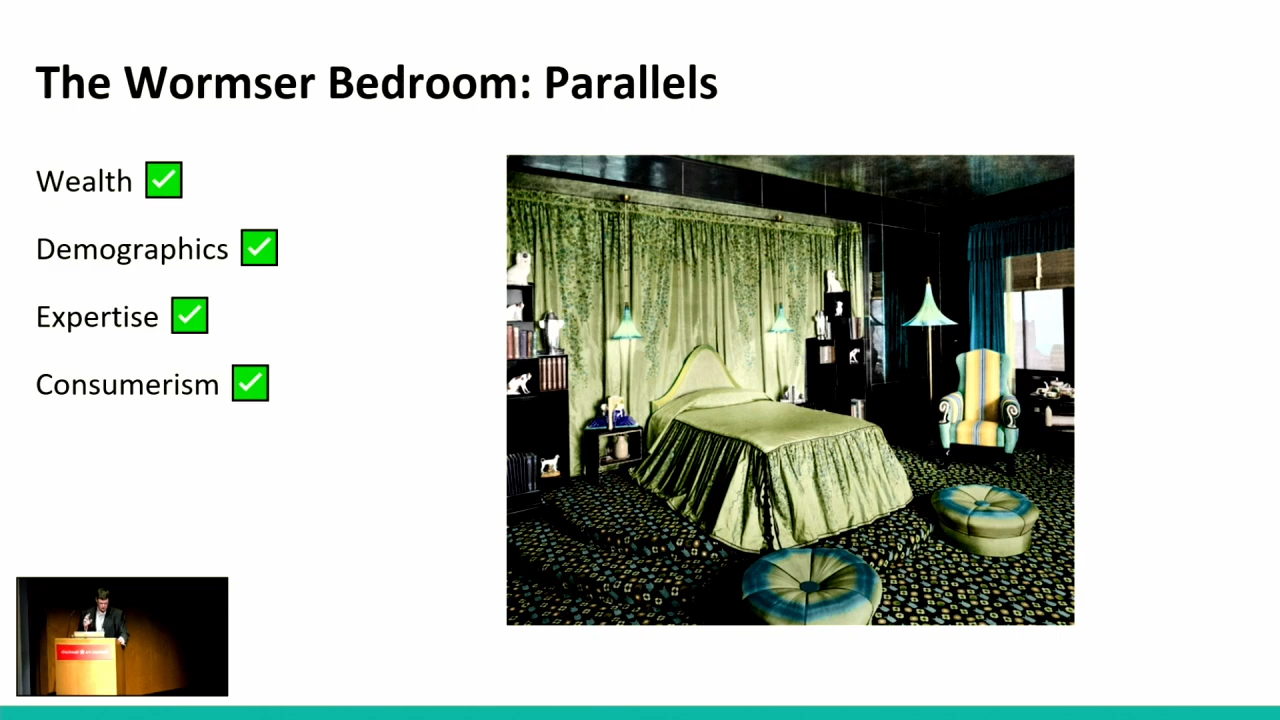 The Wormser Bedroom: Parallels
Wealth ✅
Demographics ✅
Expertise ✅
Consumerism ✅